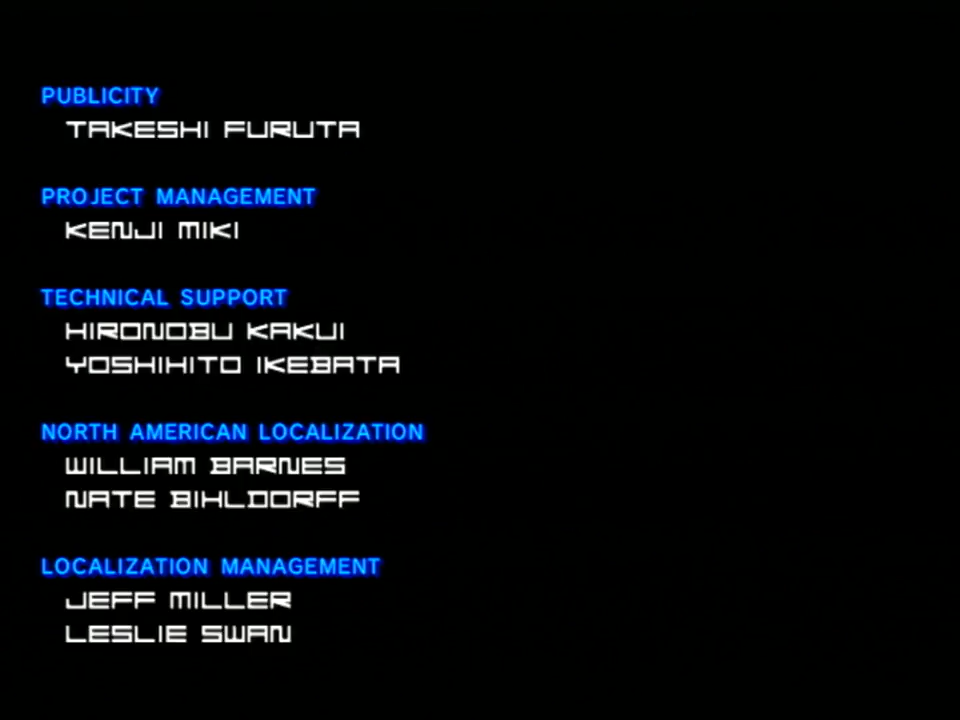 PUBLICITY
TAKESHI FURUTA
PROJECT MANAGEMENT
KENJI MIKI
TECHNICAL SUPPORT
HIRONOBU KAKUI
YOSHIHITO IKEBATA
NORTH AMERICAN LOCALIZATION
WILLIAM BARNES
NATE BIHLDORFF
LOCALIZATION MANAGEMENT
JEFF MILLER
LESLIE SWAN